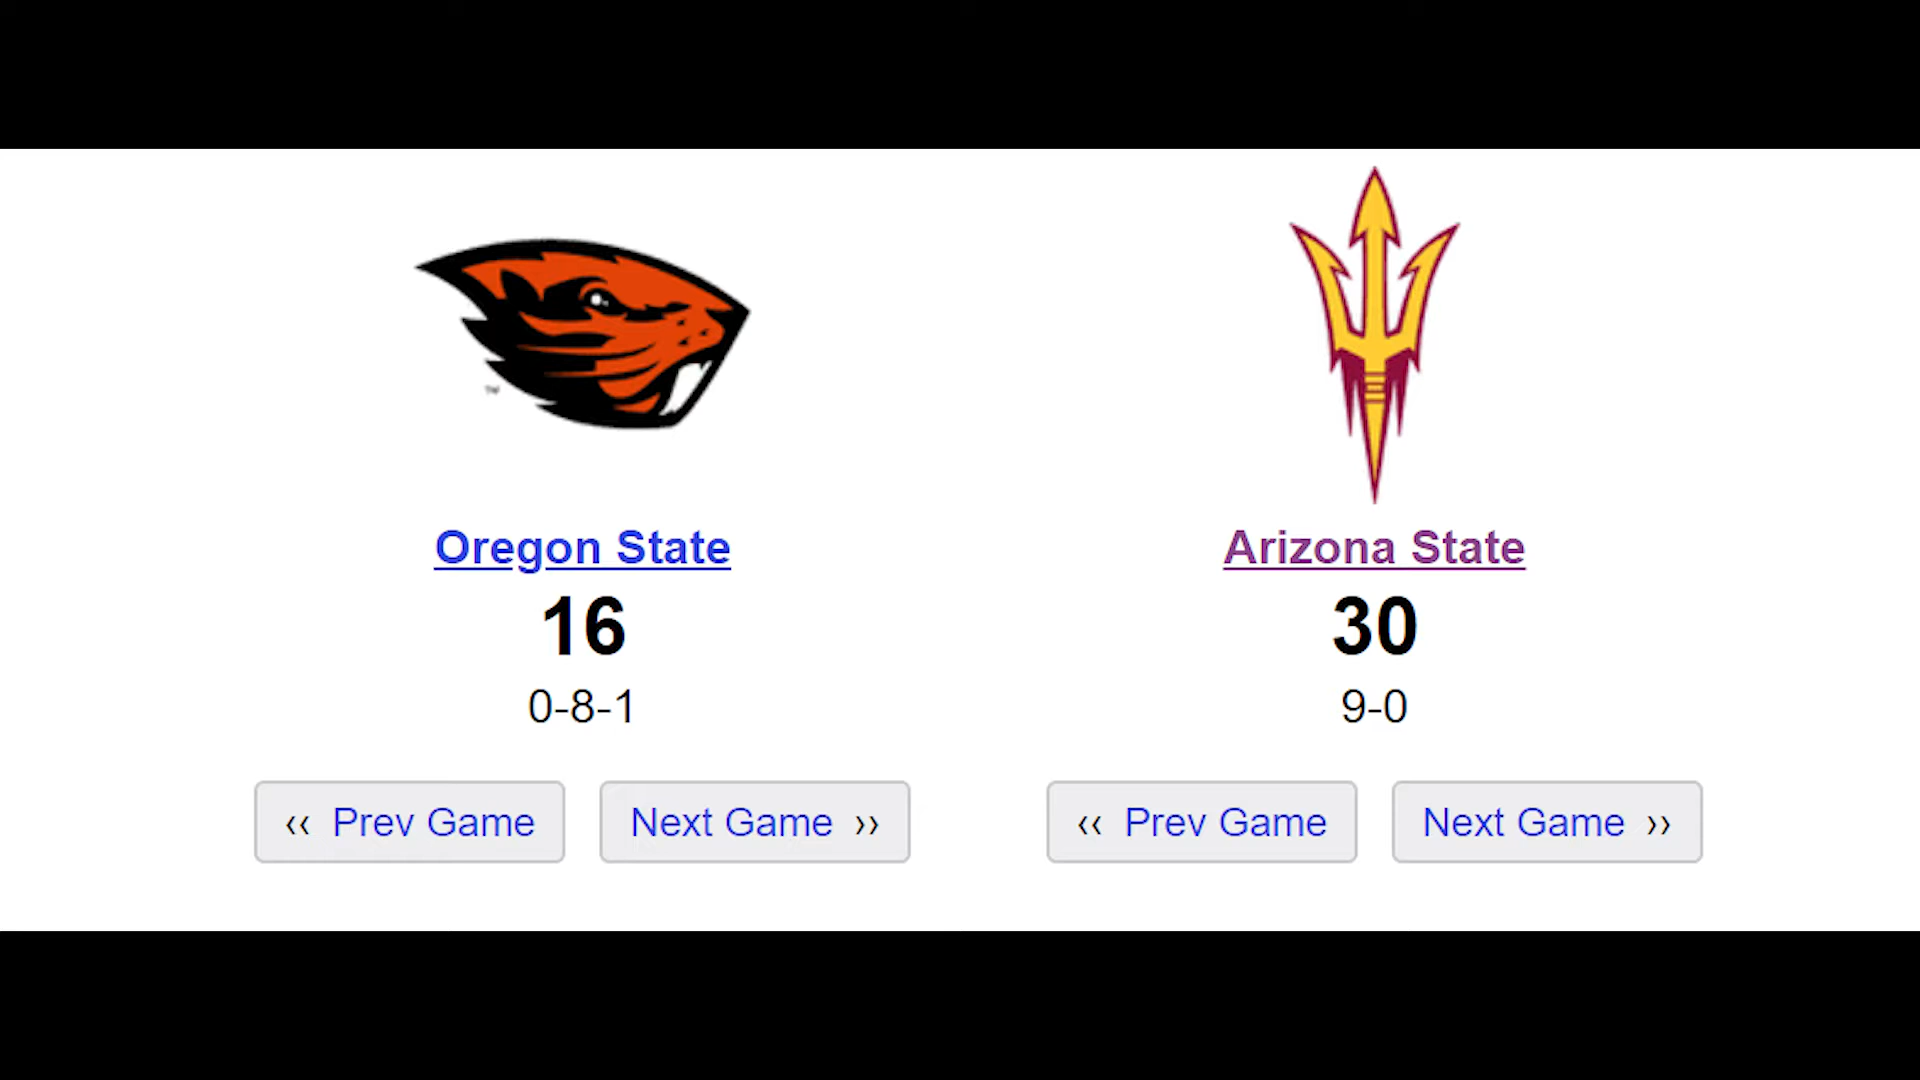 TM
Oregon State
16
0-8-1
‹‹ Prev Game
Next Game ››
Arizona State
30
9-0
‹‹ Prev Game
Next Game ››